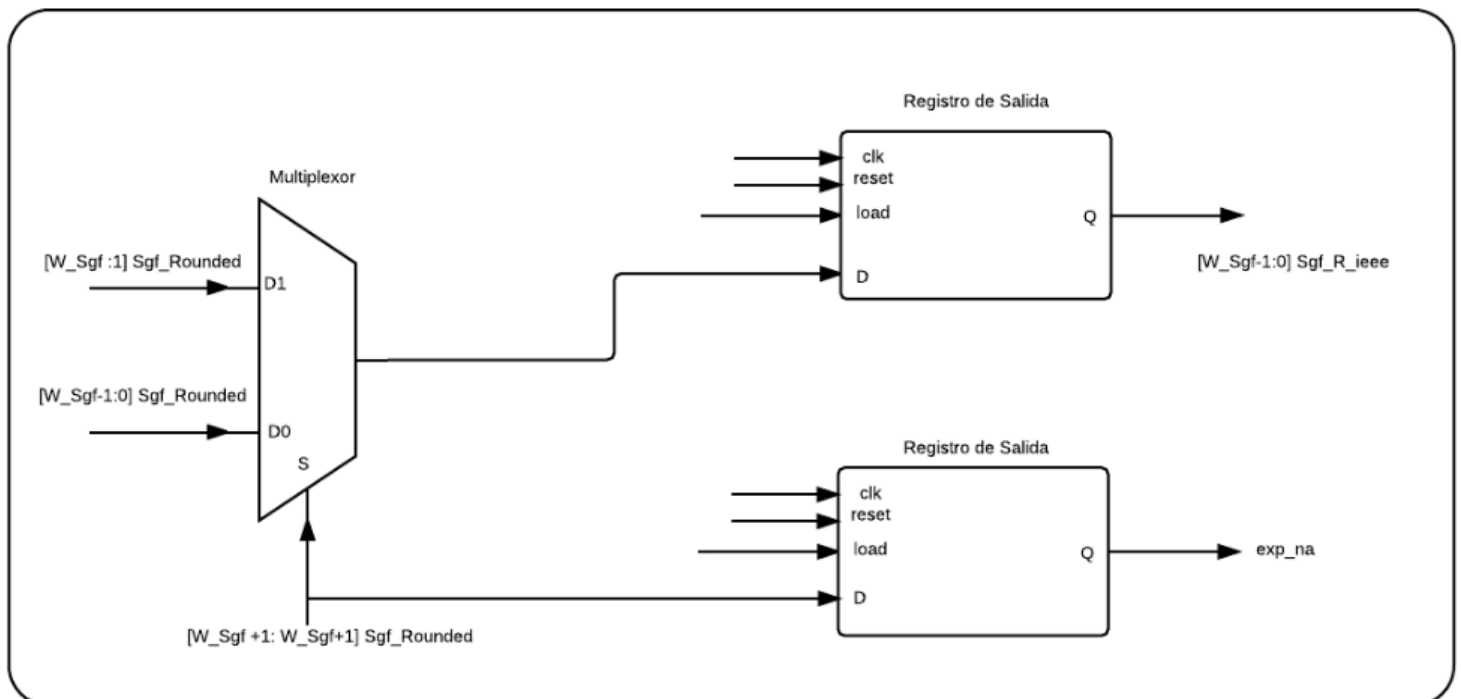 Registro de Salida
clk
reset
load
Q
D
[W_Sgf-1:0] Sgf_R_ieee
Multiplexor
[W_Sgf :1] Sgf_Rounded
D1
[W_Sgf-1:0] Sgf_Rounded
D0
S
[W_Sgf +1: W_Sgf+1] Sgf_Rounded
Registro de Salida
clk
reset
load
Q
D
exp_na